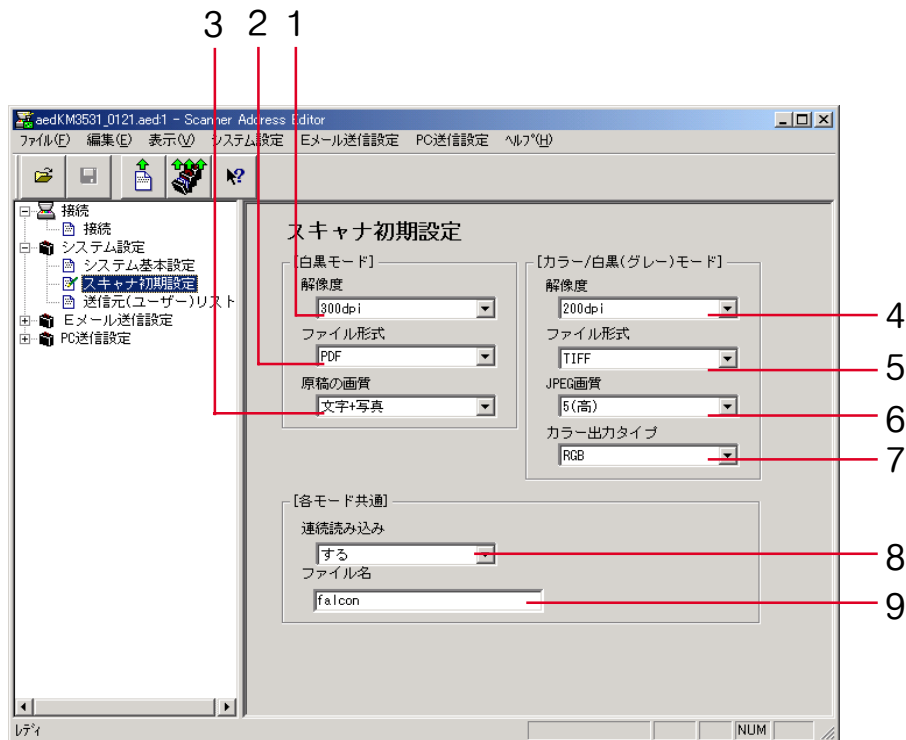 3 2 1
aedKM3531_0121.aed:1 - Scanner Address Editor
ファイル(F) 編集(E) 表示(V) システム設定 Eメール送信設定 PC送信設定 ヘルプ(H)
接続
接続
システム設定
システム基本設定
スキャナ初期設定
送信元(ユーザー)リスト
Eメール送信設定
PC送信設定
スキャナ初期設定
[白黒モード]
解像度
300dpi
ファイル形式
PDF
原稿の画質
文字+写真
[カラー/白黒(グレー)モード]
解像度
200dpi
4
ファイル形式
TIFF
5
JPEG画質
5(高)
6
カラー出力タイプ
RGB
7
[各モード共通]
連続読み込み
する
8
ファイル名
falcon
9
レディ
NUM